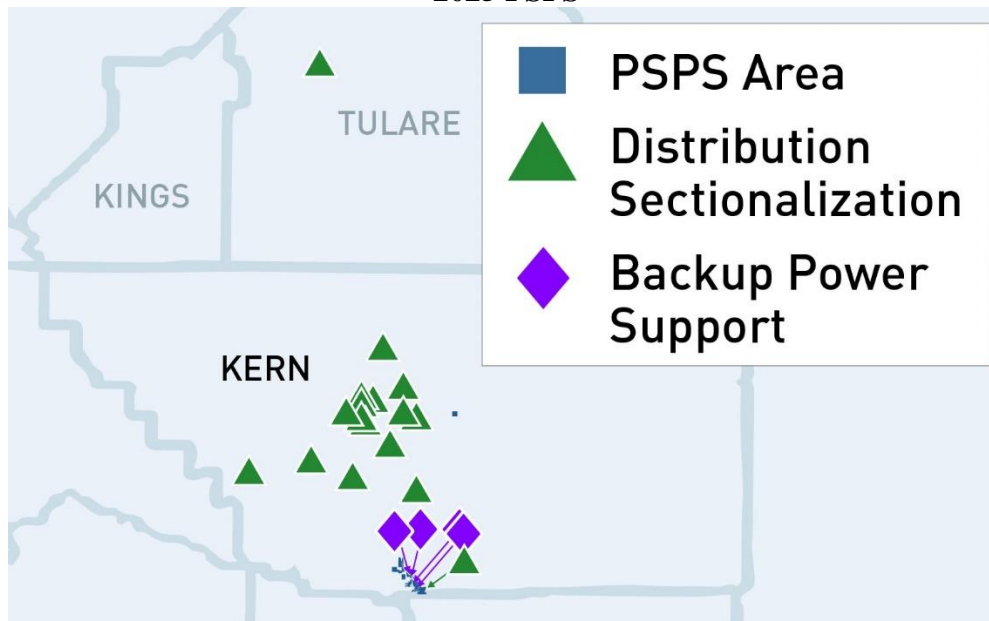 PSPS Area
TULARE
Distribution
Sectionalization
KINGS
Backup Power
Support
KERN